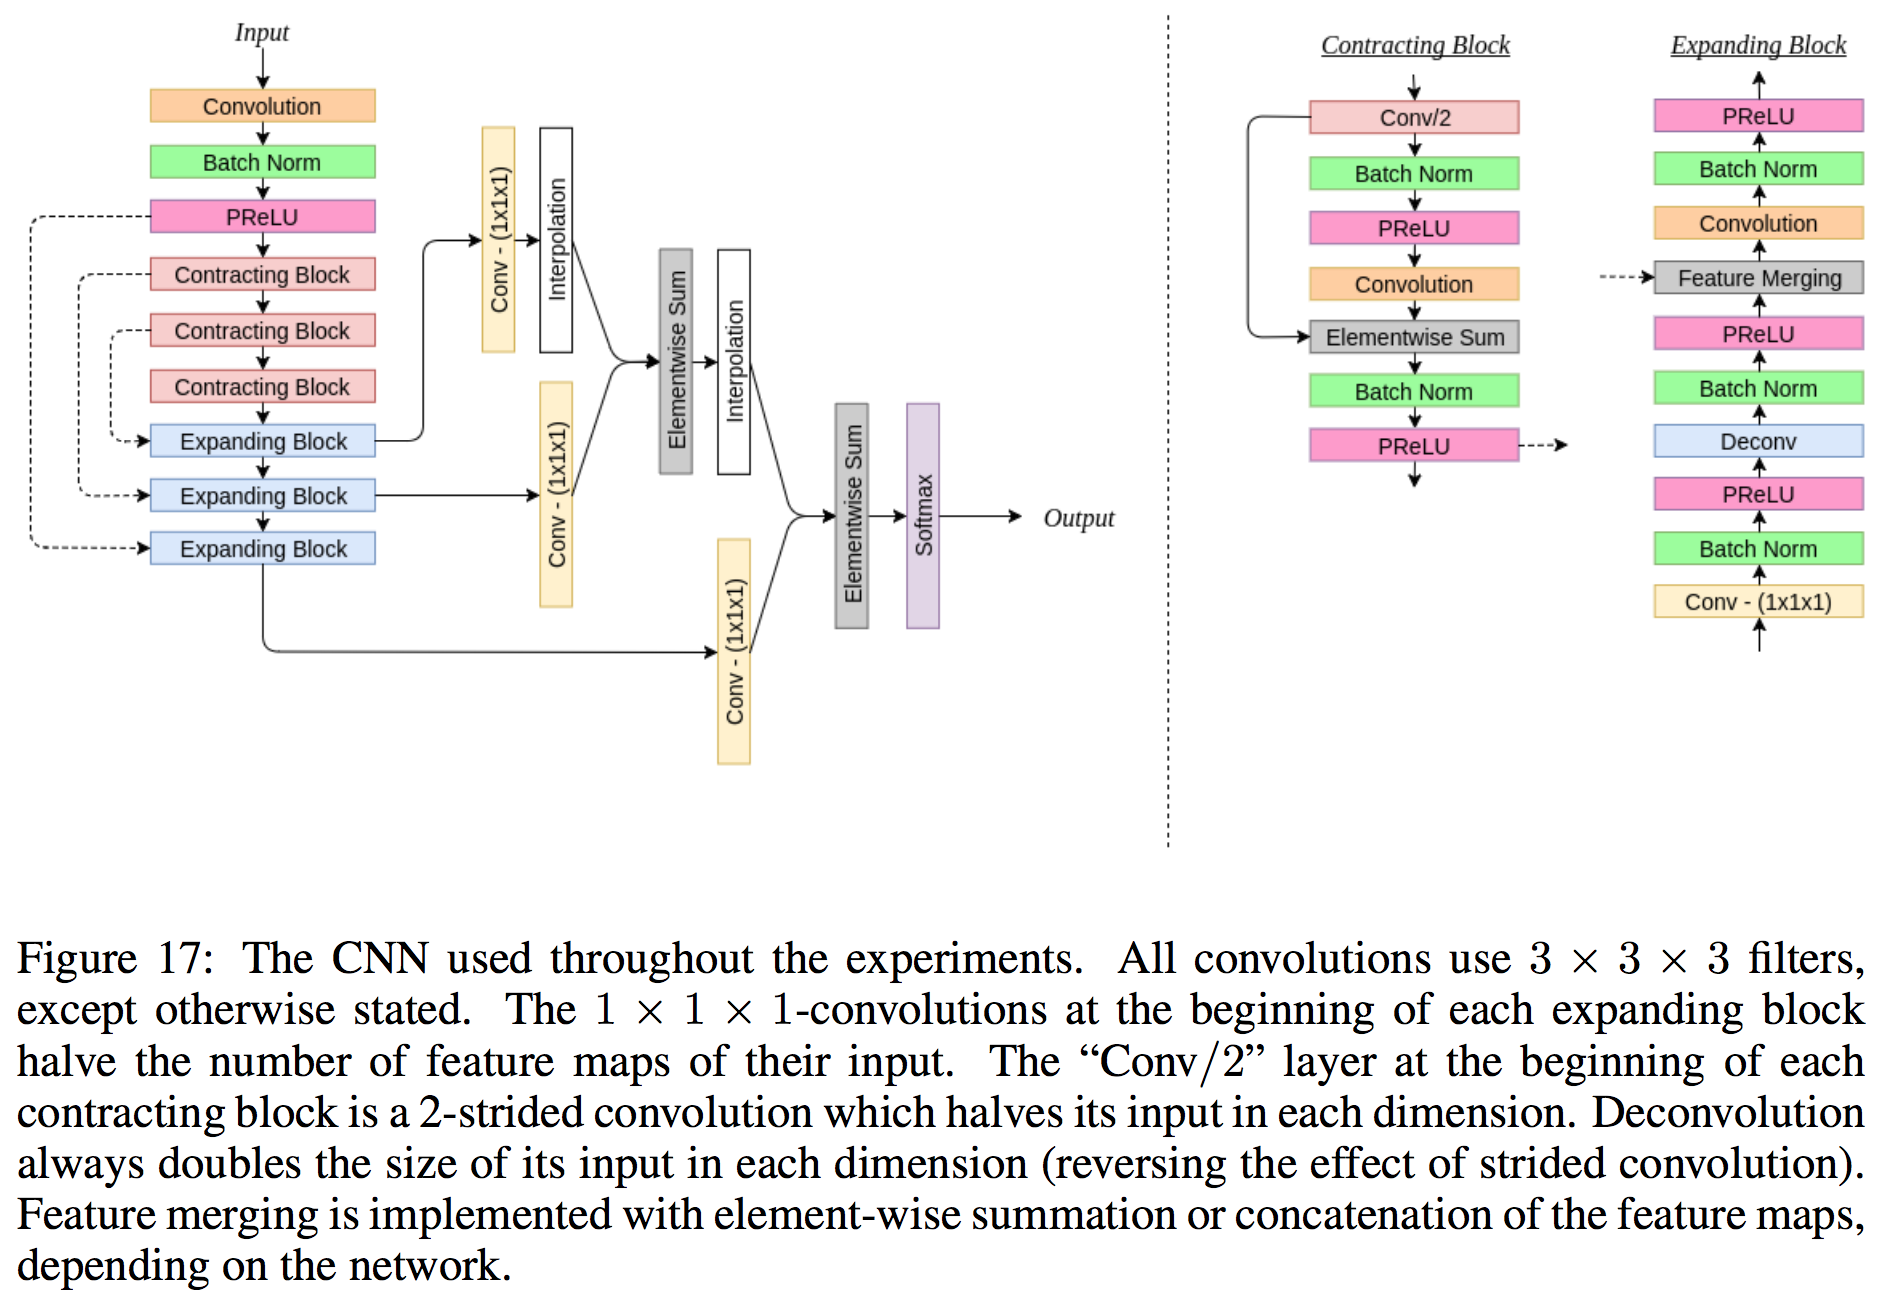 Input
Convolution
Batch Norm
PReLU
Contracting Block
Contracting Block
Contracting Block
Expanding Block
Expanding Block
Expanding Block
Conv - (1x1x1)
Interpolation
Conv - (1x1x1)
Elementwise Sum
Interpolation
Conv - (1x1x1)
Elementwise Sum
Softmax
Output
Contracting Block
Conv/2
Batch Norm
PReLU
Convolution
Elementwise Sum
Batch Norm
PReLU
Expanding Block
PReLU
Batch Norm
Convolution
Feature Merging
PReLU
Batch Norm
Deconv
PReLU
Batch Norm
Conv - (1x1x1)
Figure 17: The CNN used throughout the experiments. All convolutions use 3 × 3 × 3 filters,
except otherwise stated. The 1 × 1 × 1-convolutions at the beginning of each expanding block
halve the number of feature maps of their input. The “Conv/2” layer at the beginning of each
contracting block is a 2-strided convolution which halves its input in each dimension. Deconvolution
always doubles the size of its input in each dimension (reversing the effect of strided convolution).
Feature merging is implemented with element-wise summation or concatenation of the feature maps,
depending on the network.